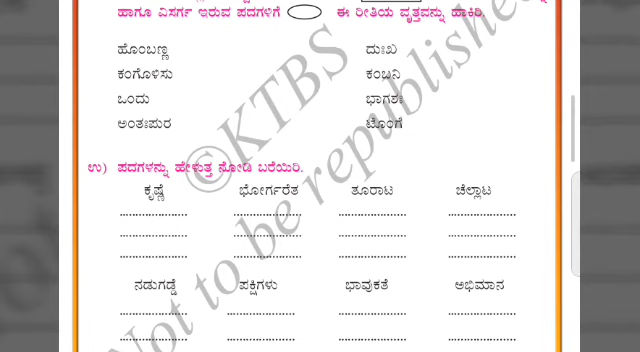 ಹಾಗೂ ವಿಸರ್ಗ ಇರುವ ಪದಗಳಿಗೆ ಈ ರೀತಿಯ ವೃತ್ತವನ್ನು ಹಾಕಿರಿ.
ಹೊಂಬಣ್ಣ ದುಃಖ
ಕಂಗೊಳಿಸು ಕಂಬನಿ
ಒಂದು ಭಾಗಶಃ
ಅಂತಃಪುರ ಟೊಂಗೆ
ಉ) ಪದಗಳನ್ನು ಹೇಳುತ್ತ ನೋಡಿ ಬರೆಯಿರಿ.
ಕೃಷ್ಣೆ ಭೋರ್ಗರೆತ ತೂರಾಟ ಚೆಲ್ಲಾಟ
ನಡುಗಡ್ಡೆ ಪಕ್ಷಿಗಳು ಭಾವುಕತೆ ಅಭಿಮಾನ
©KTBS
Not to be republished